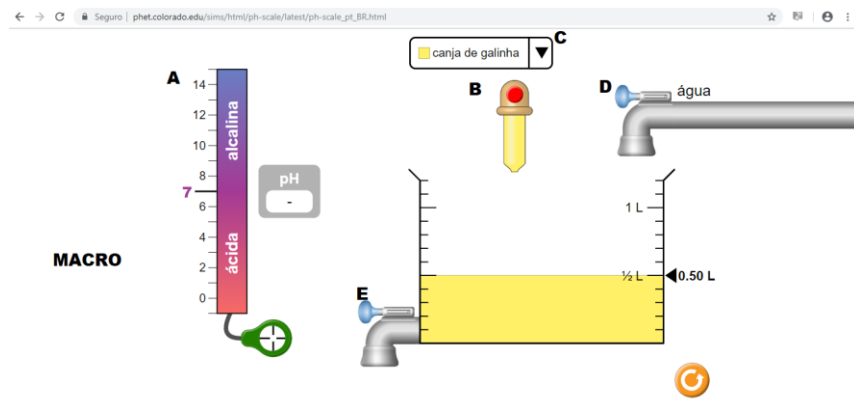 Seguro | phet.colorado.edu/sims/html/ph-scale/latest/ph-scale_pt_BR.html
C
canja de galinha
A
B
D
água
14
12
10
8
7
6
4
2
0
alcalina
ácida
pH
-
1 L
½ L
0.50 L
MACRO
E